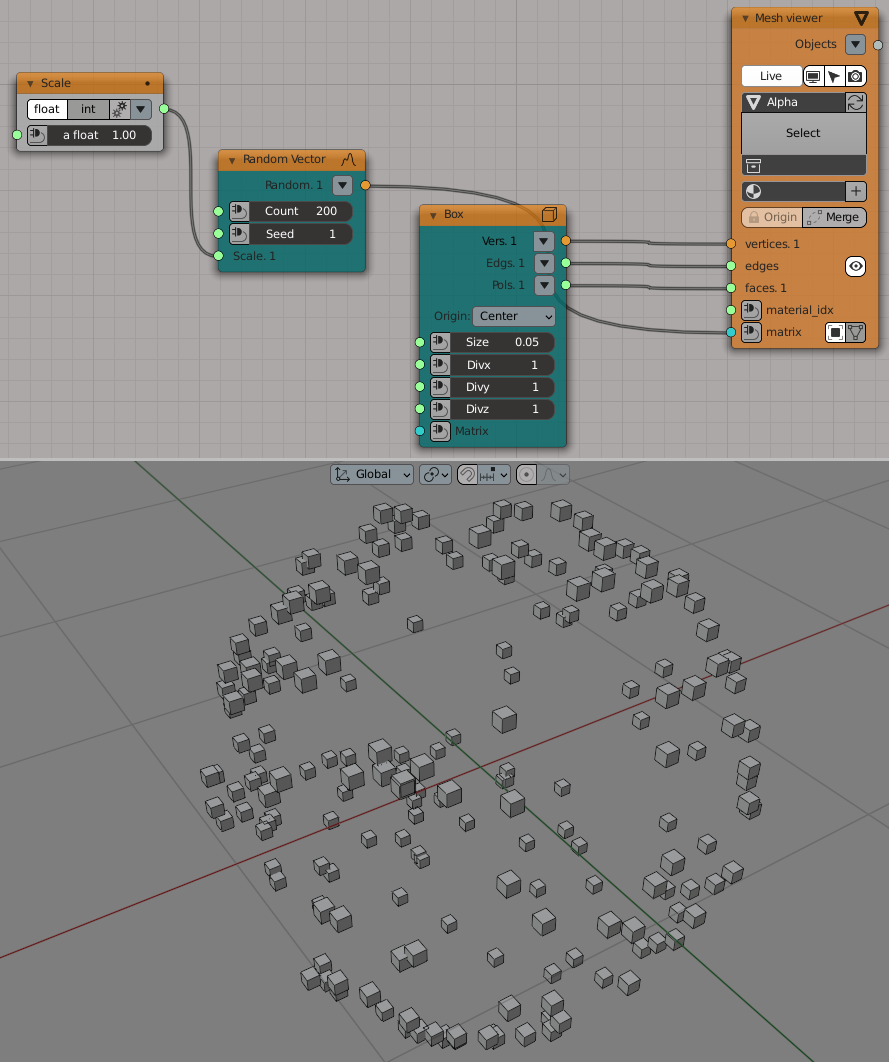 Scale
float int
a float 1.00
Random Vector
Random. 1
Count 200
Seed 1
Scale. 1
Box
Vers. 1
Edgs. 1
Pols. 1
Origin: Center
Size 0.05
Divx 1
Divy 1
Divz 1
Matrix
Mesh viewer
Objects
Live
Alpha
Select
Origin Merge
vertices. 1
edges
faces. 1
material_idx
matrix
Global